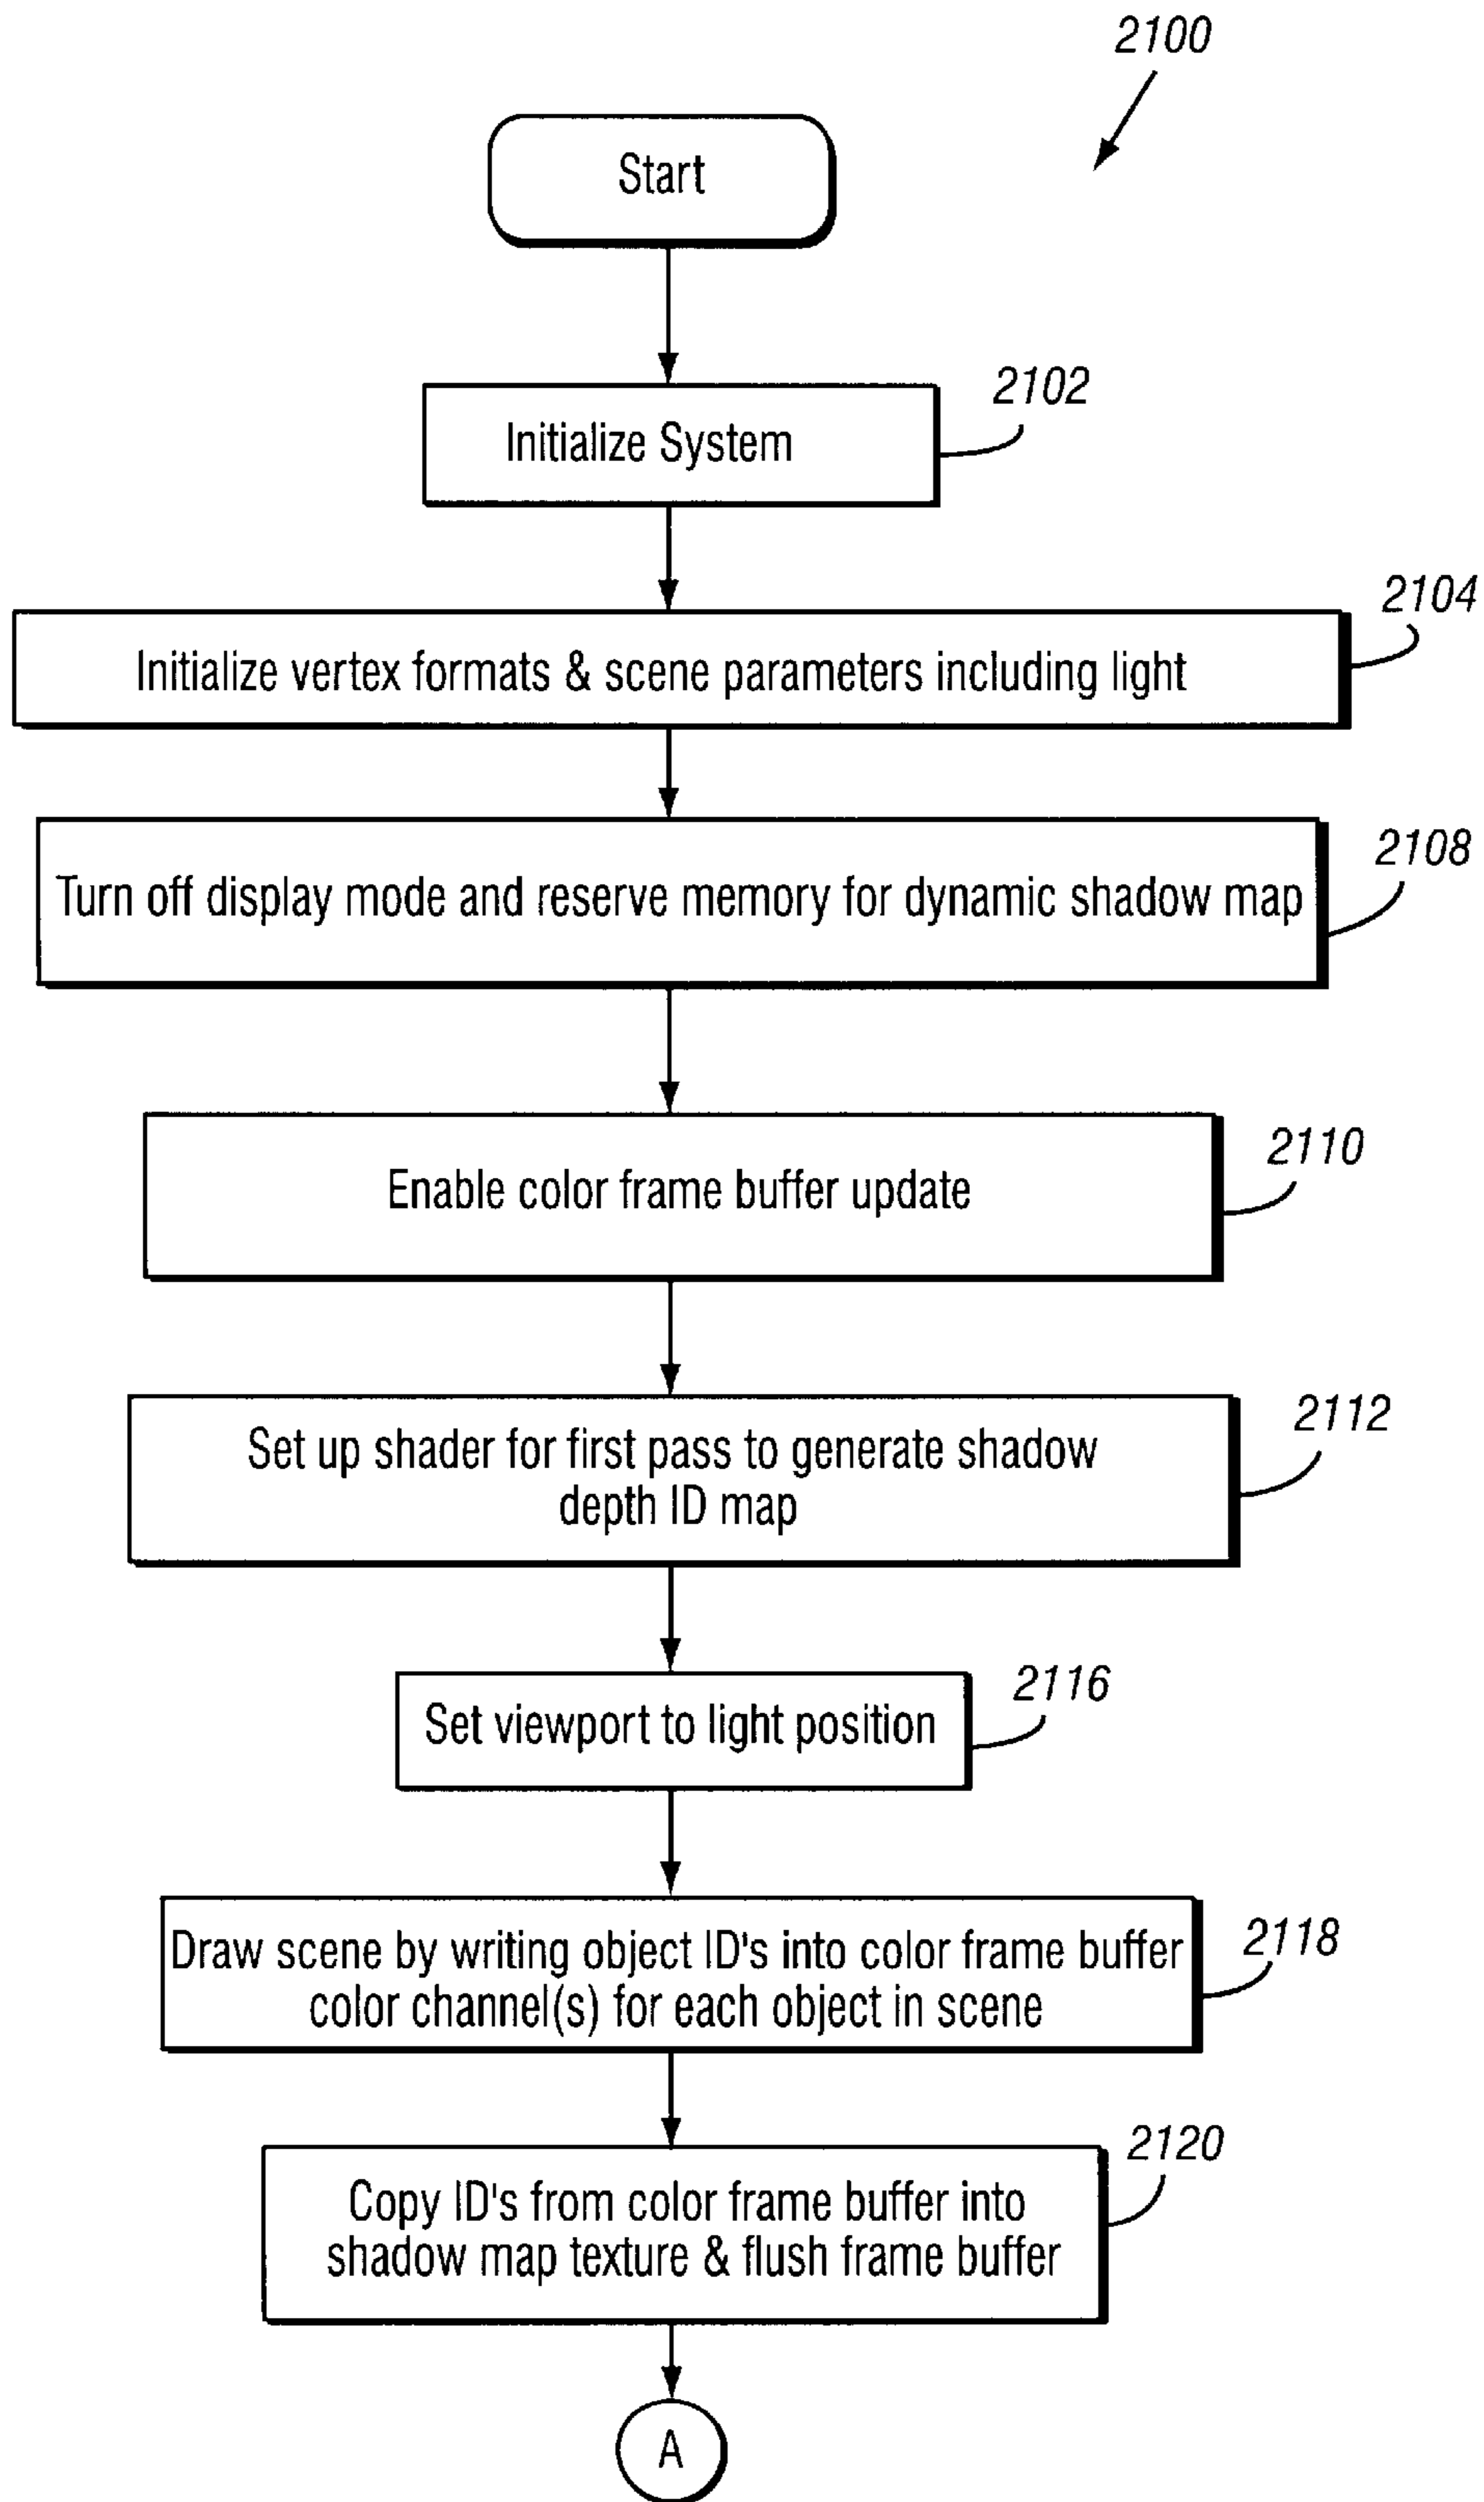 2100
Start
2102
Initialize System
2104
Initialize vertex formats & scene parameters including light
2108
Turn off display mode and reserve memory for dynamic shadow map
2110
Enable color frame buffer update
2112
Set up shader for first pass to generate shadow
depth ID map
2116
Set viewport to light position
2118
Draw scene by writing object ID's into color frame buffer
color channel(s) for each object in scene
2120
Copy ID's from color frame buffer into
shadow map texture & flush frame buffer
A